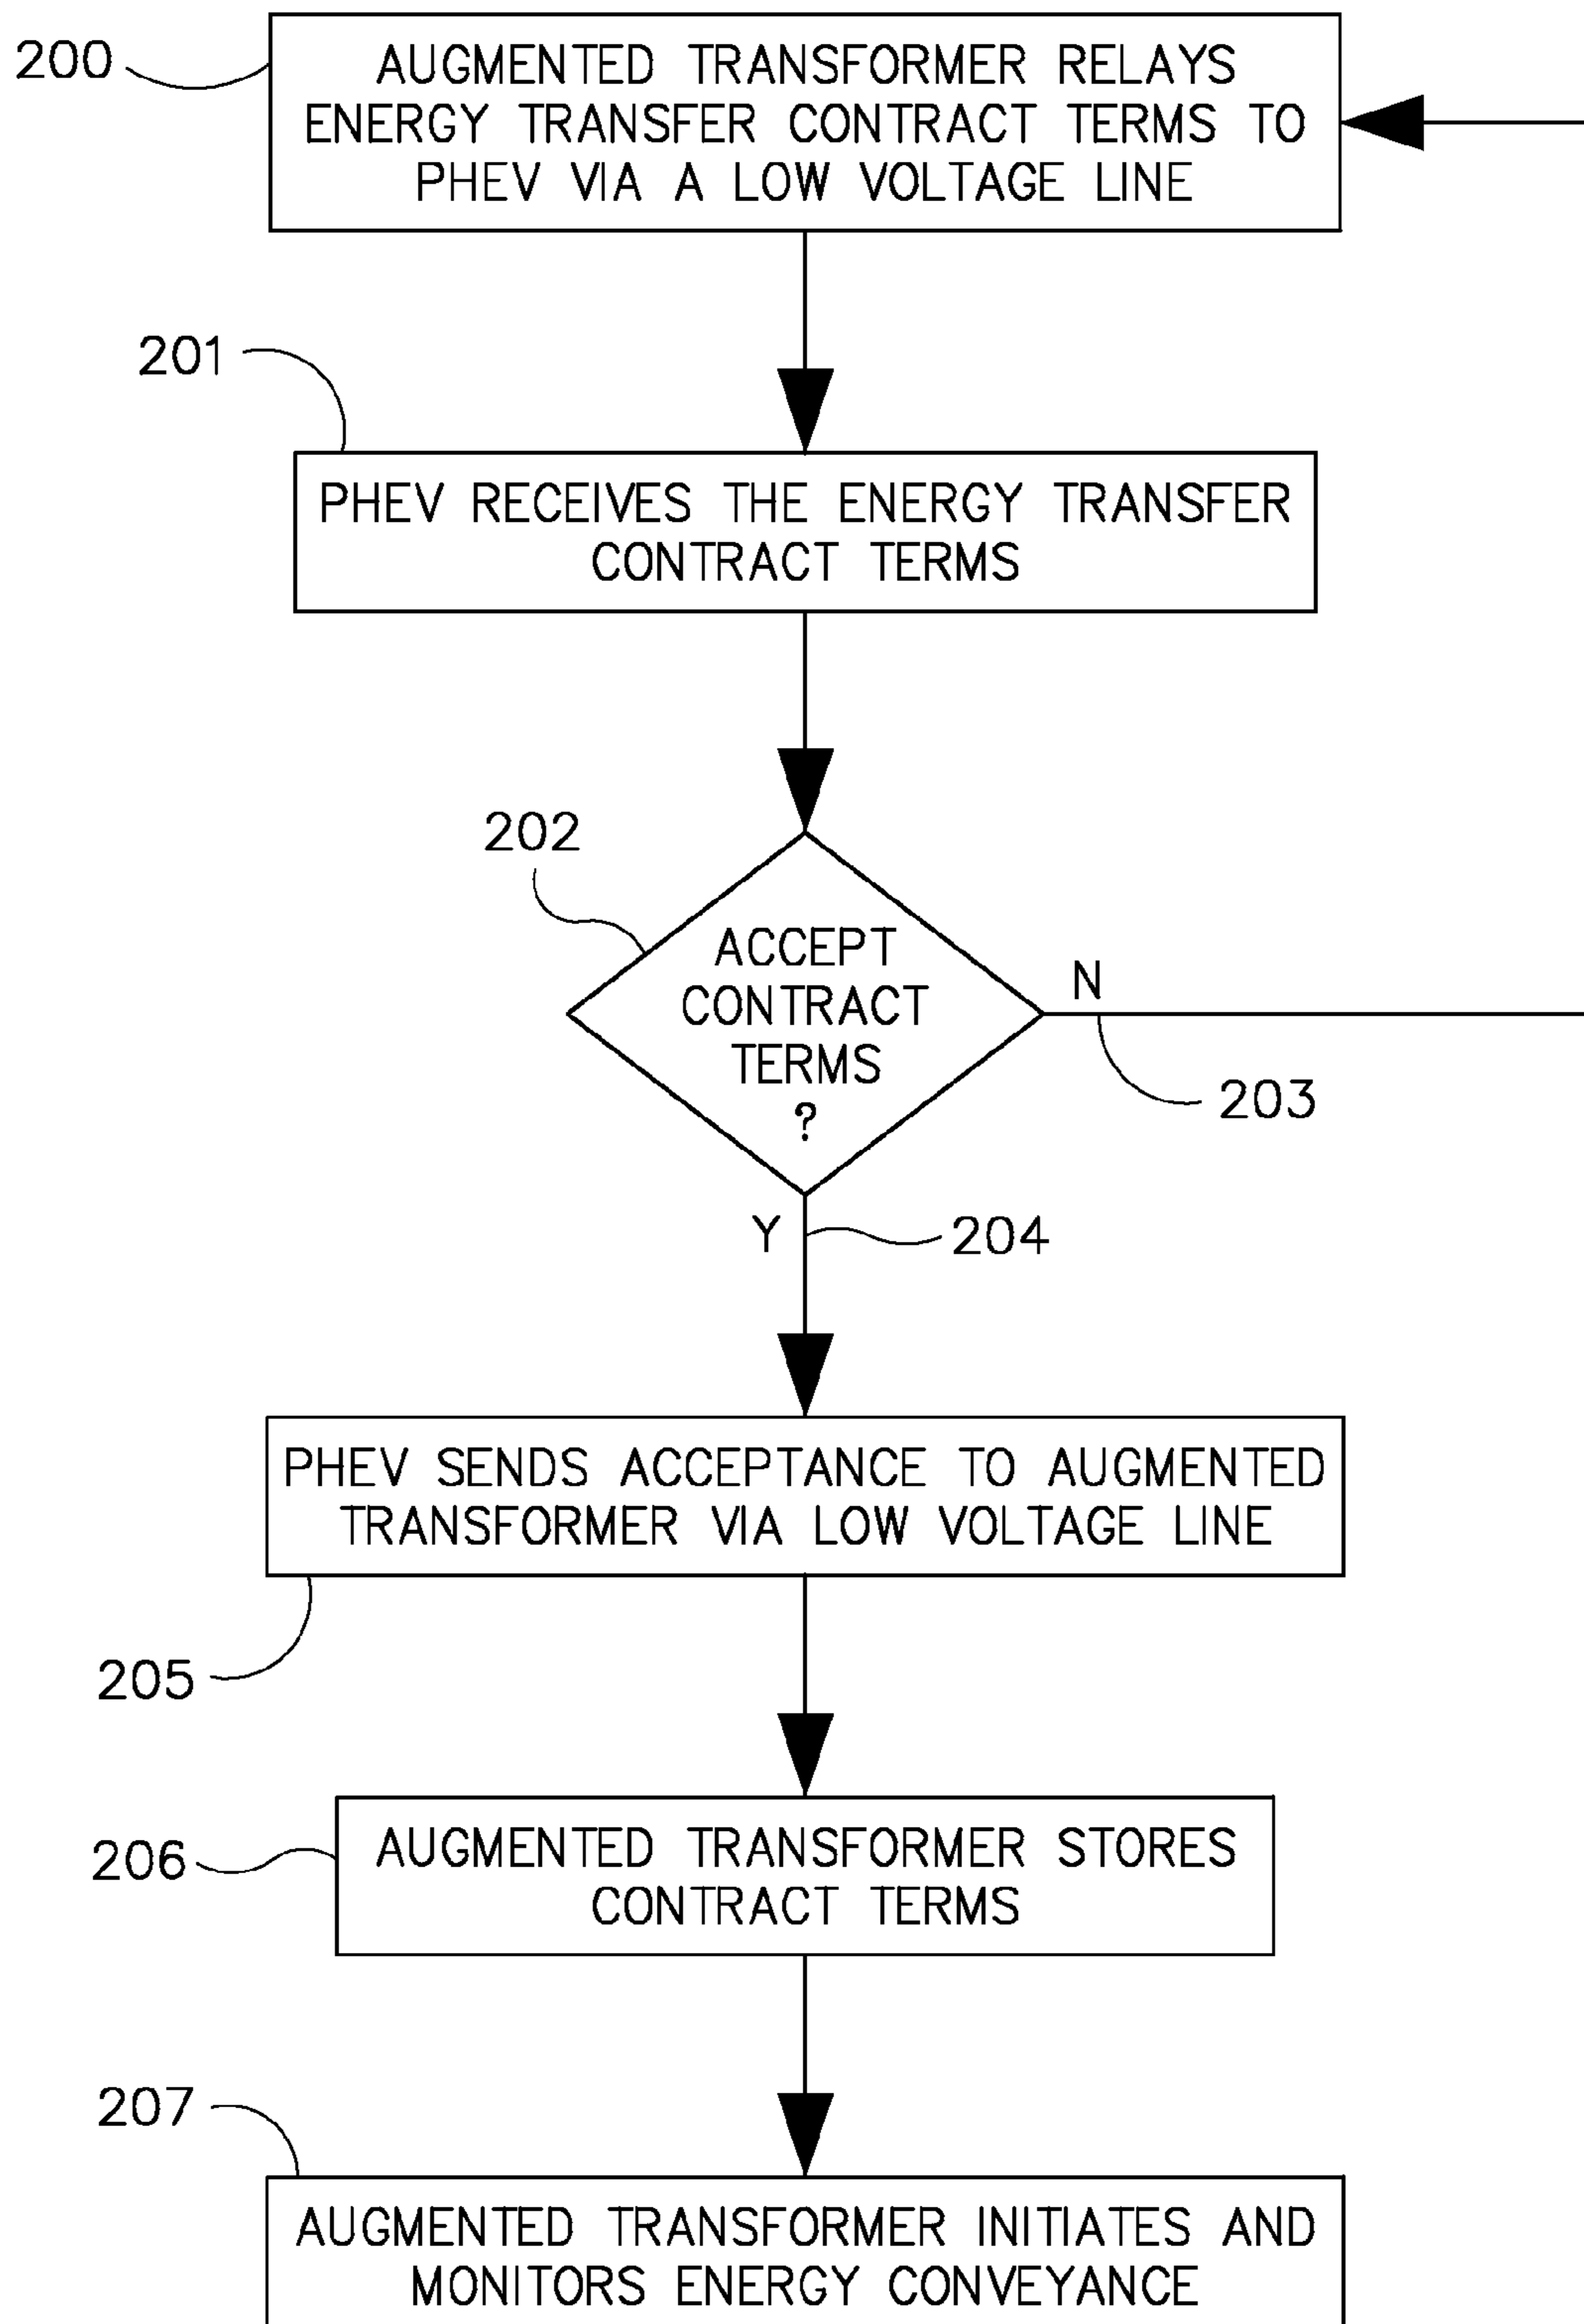 200
AUGMENTED TRANSFORMER RELAYS
ENERGY TRANSFER CONTRACT TERMS TO
PHEV VIA A LOW VOLTAGE LINE
201
PHEV RECEIVES THE ENERGY TRANSFER
CONTRACT TERMS
202
ACCEPT
CONTRACT
TERMS
?
N
203
Y
204
PHEV SENDS ACCEPTANCE TO AUGMENTED
TRANSFORMER VIA LOW VOLTAGE LINE
205
206
AUGMENTED TRANSFORMER STORES
CONTRACT TERMS
207
AUGMENTED TRANSFORMER INITIATES AND
MONITORS ENERGY CONVEYANCE